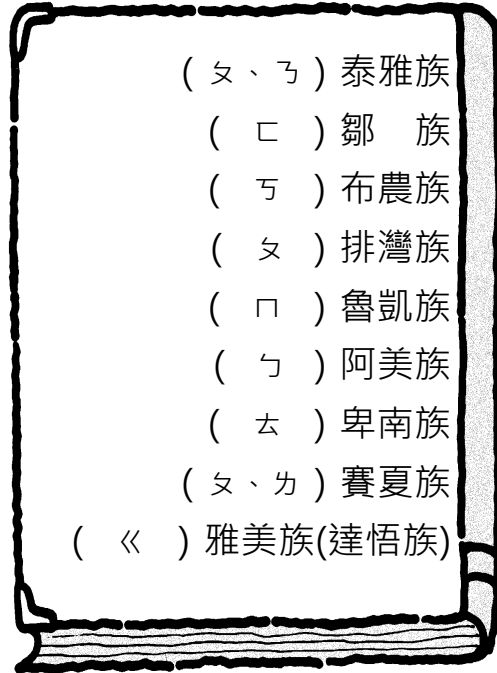 (ㄆ、ㄋ)泰雅族
(ㄈ)鄒　族
(ㄎ)布農族
(ㄆ)排灣族
(ㄇ)魯凱族
(ㄅ)阿美族
(ㄊ)卑南族
(ㄆ、ㄌ)賽夏族
(ㄍ)雅美族(達悟族)